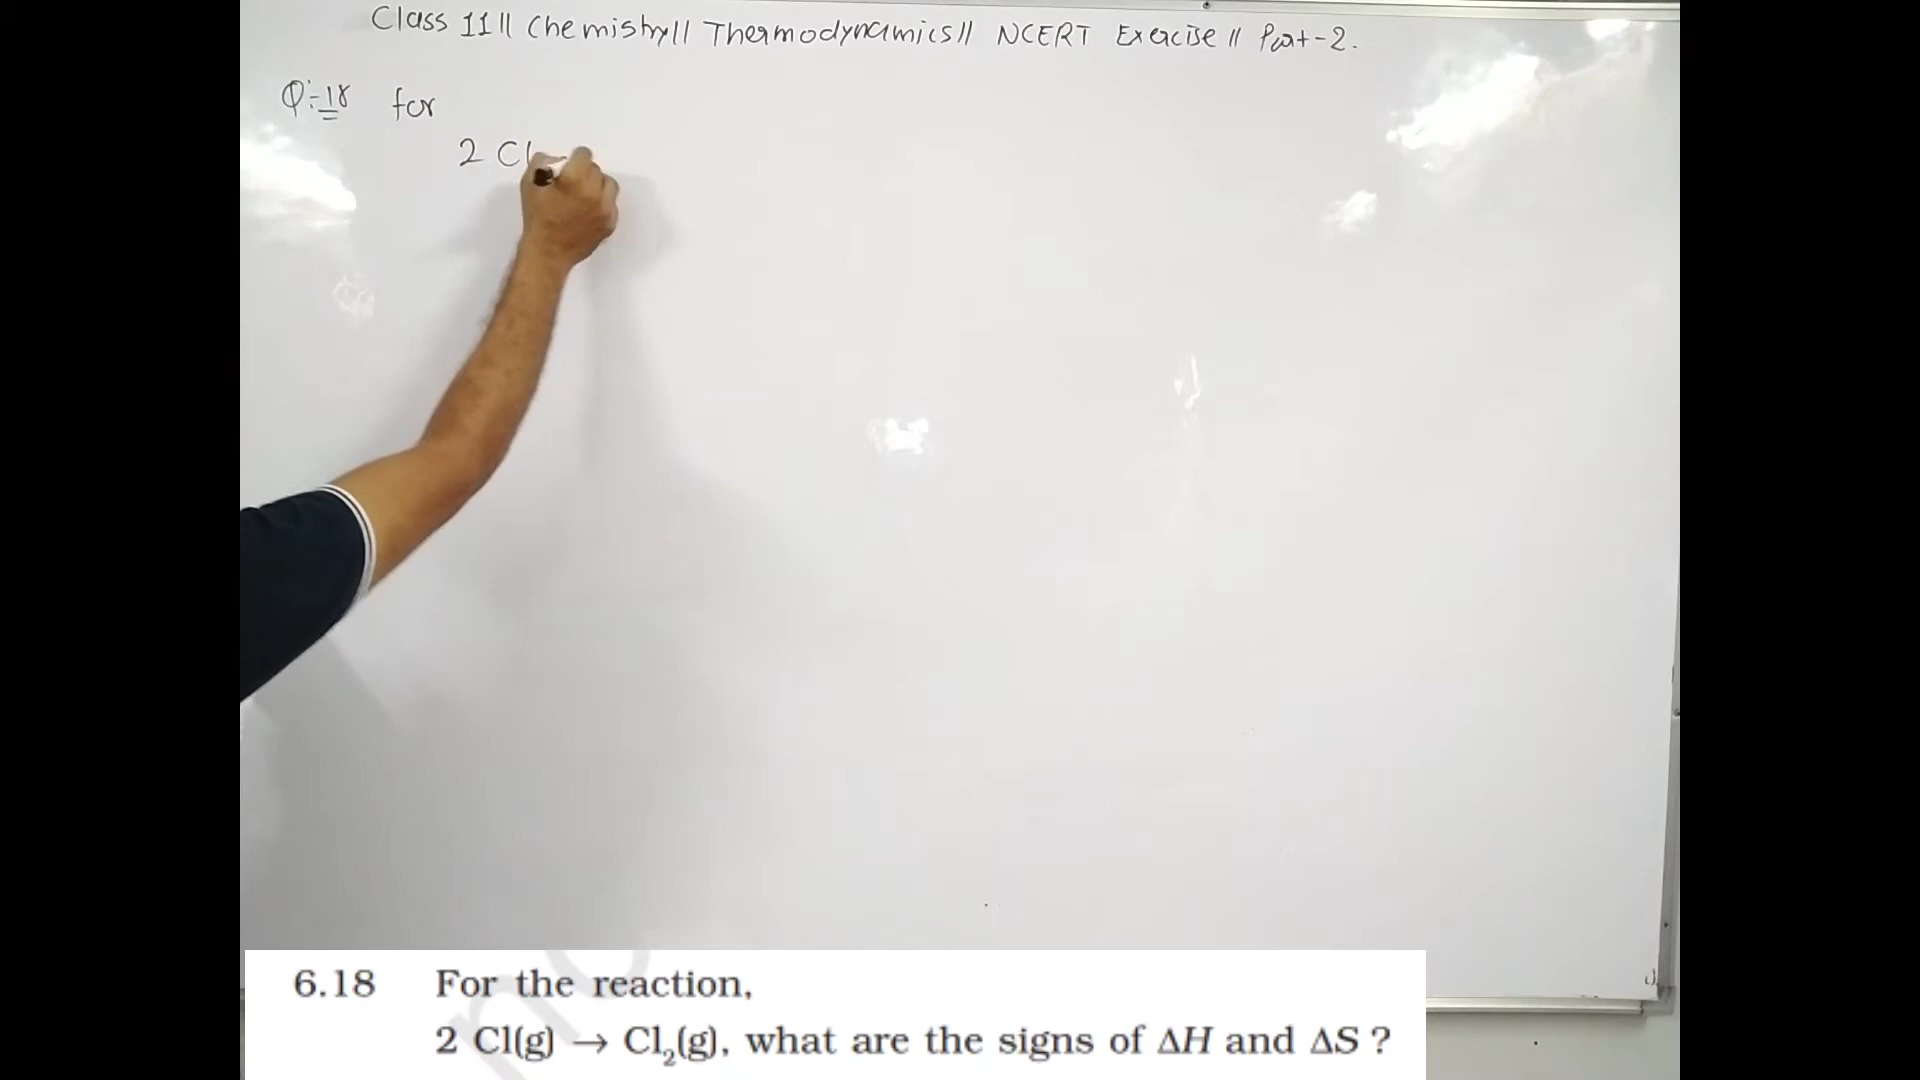 Class 11 || Chemistry || Thermodynamics || NCERT Exercise || Part-2.
Q:-18 for
2 Cl
6.18 For the reaction,
2 Cl(g) → Cl₂(g), what are the signs of ΔH and ΔS ?